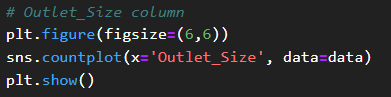 # Outlet_Size column
plt.figure(figsize=(6,6))
sns.countplot(x='Outlet_Size', data=data)
plt.show()